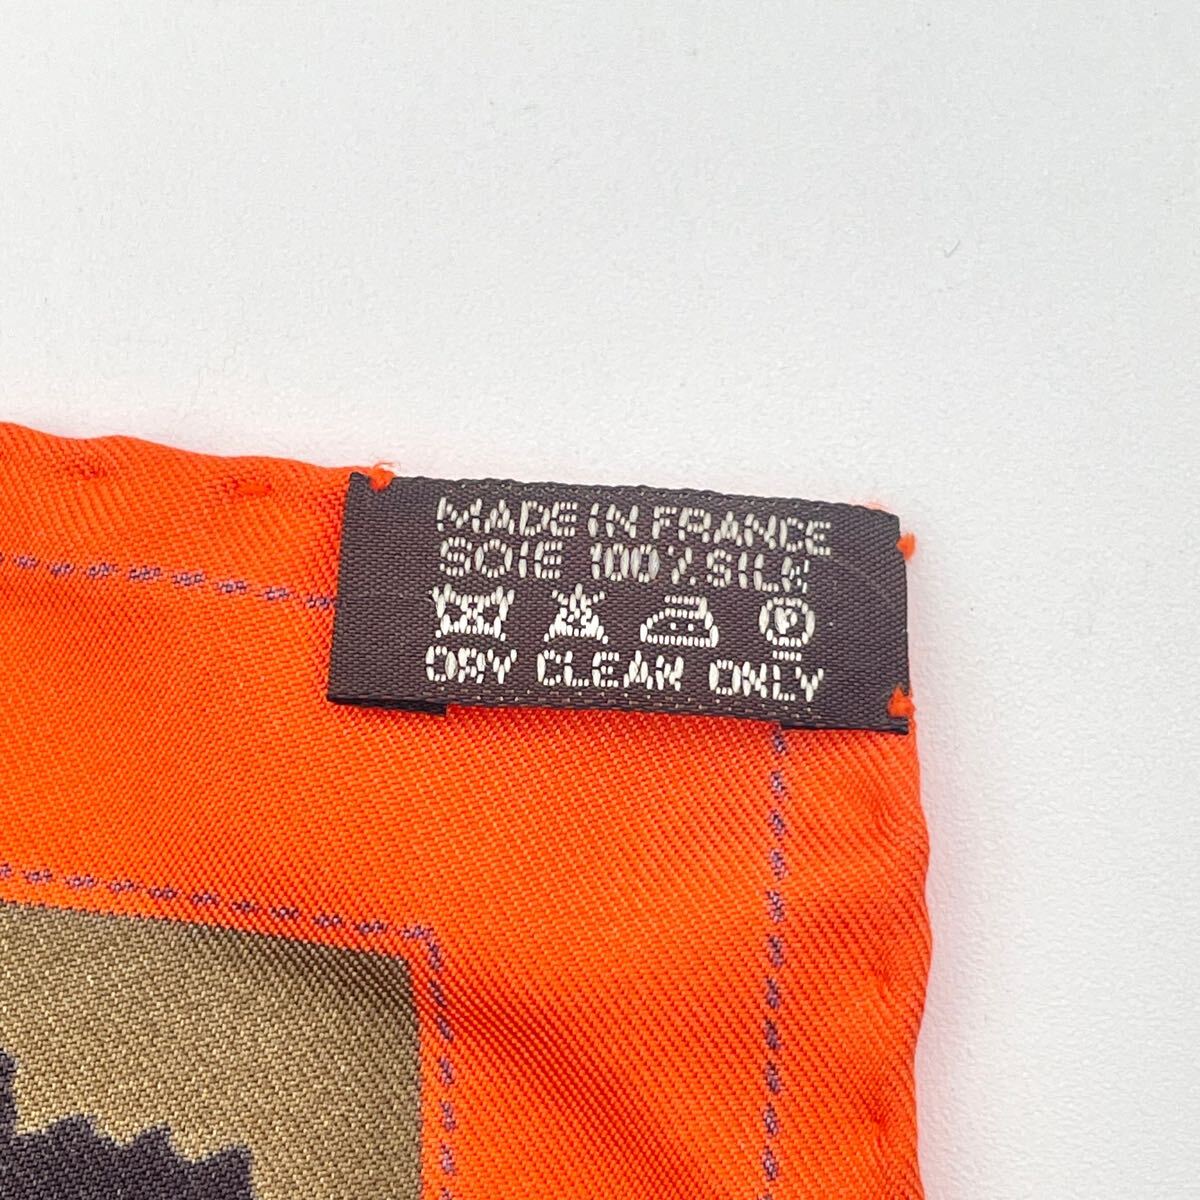 MADE IN FRANCE
SOIE 100% SILK
P
DRY CLEAN ONLY